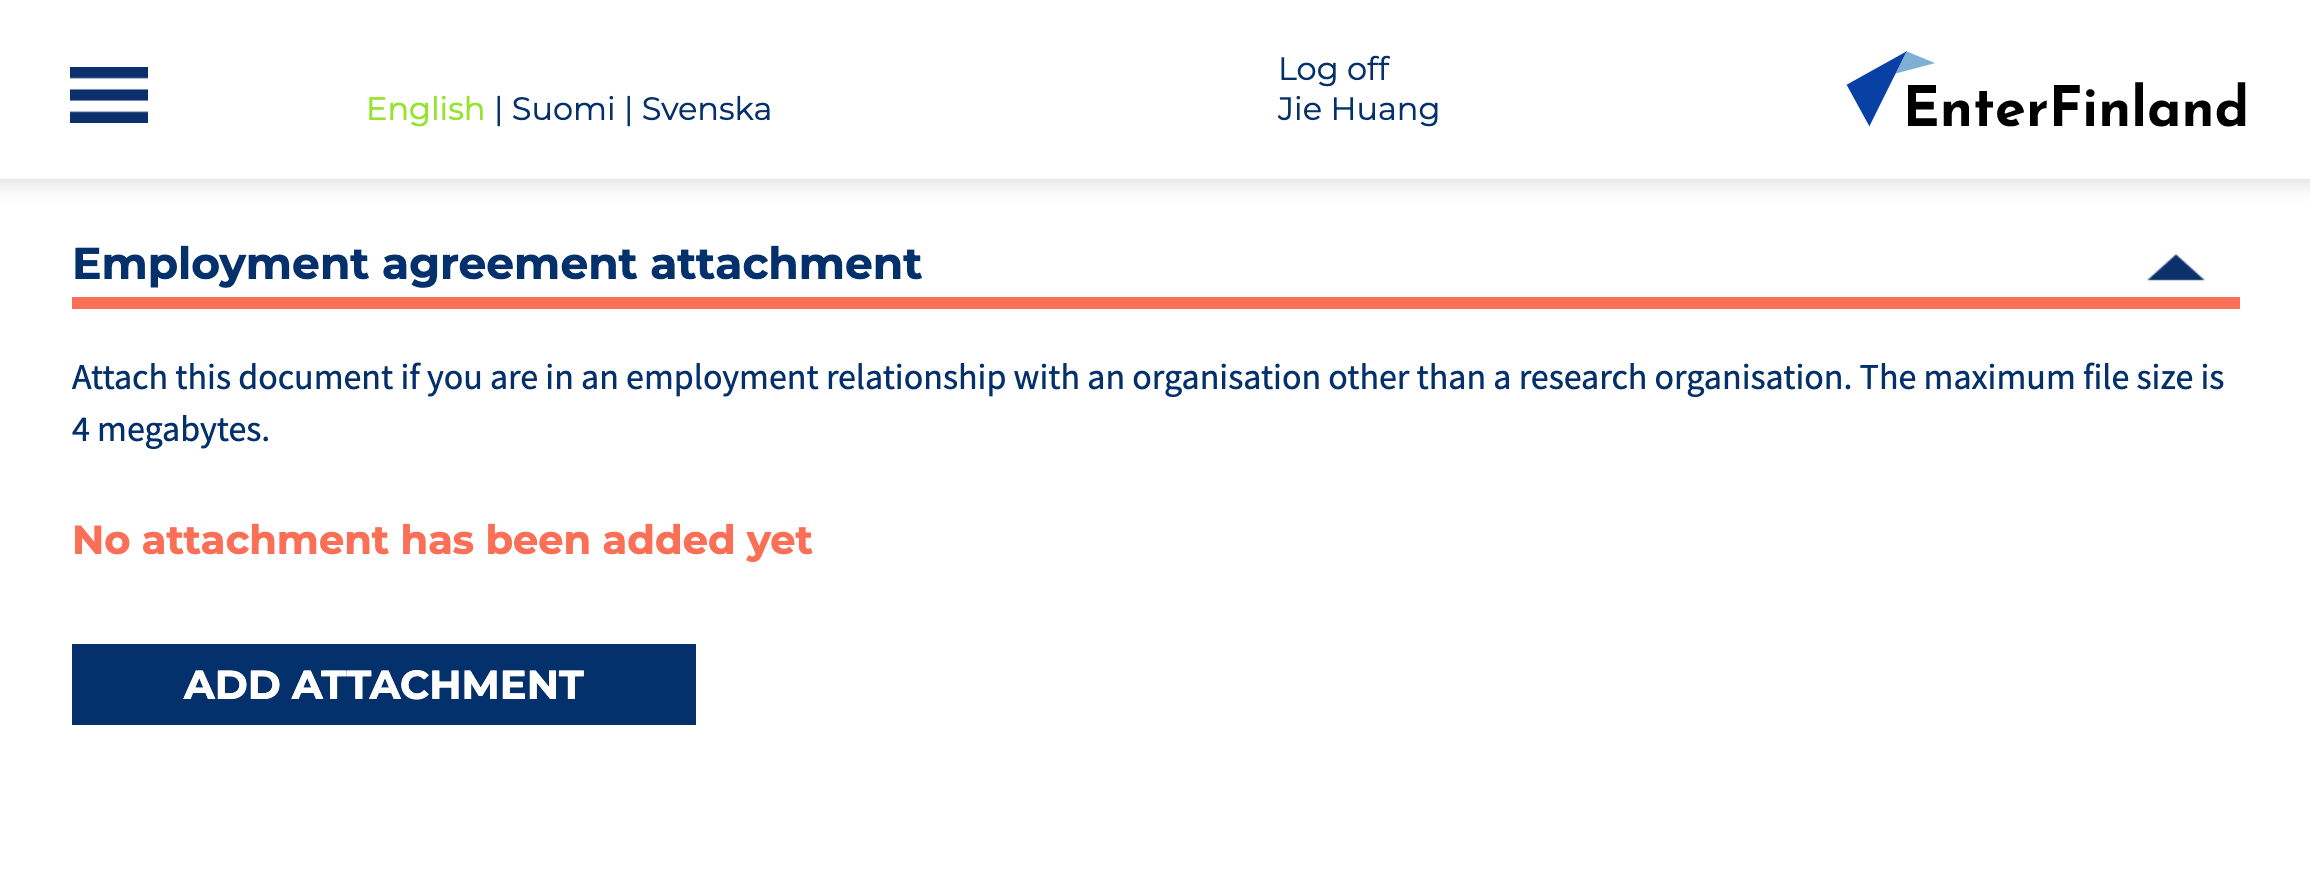 English | Suomi | Svenska
Log off
Jie Huang
EnterFinland
Employment agreement attachment
Attach this document if you are in an employment relationship with an organisation other than a research organisation. The maximum file size is
4 megabytes.
No attachment has been added yet
ADD ATTACHMENT